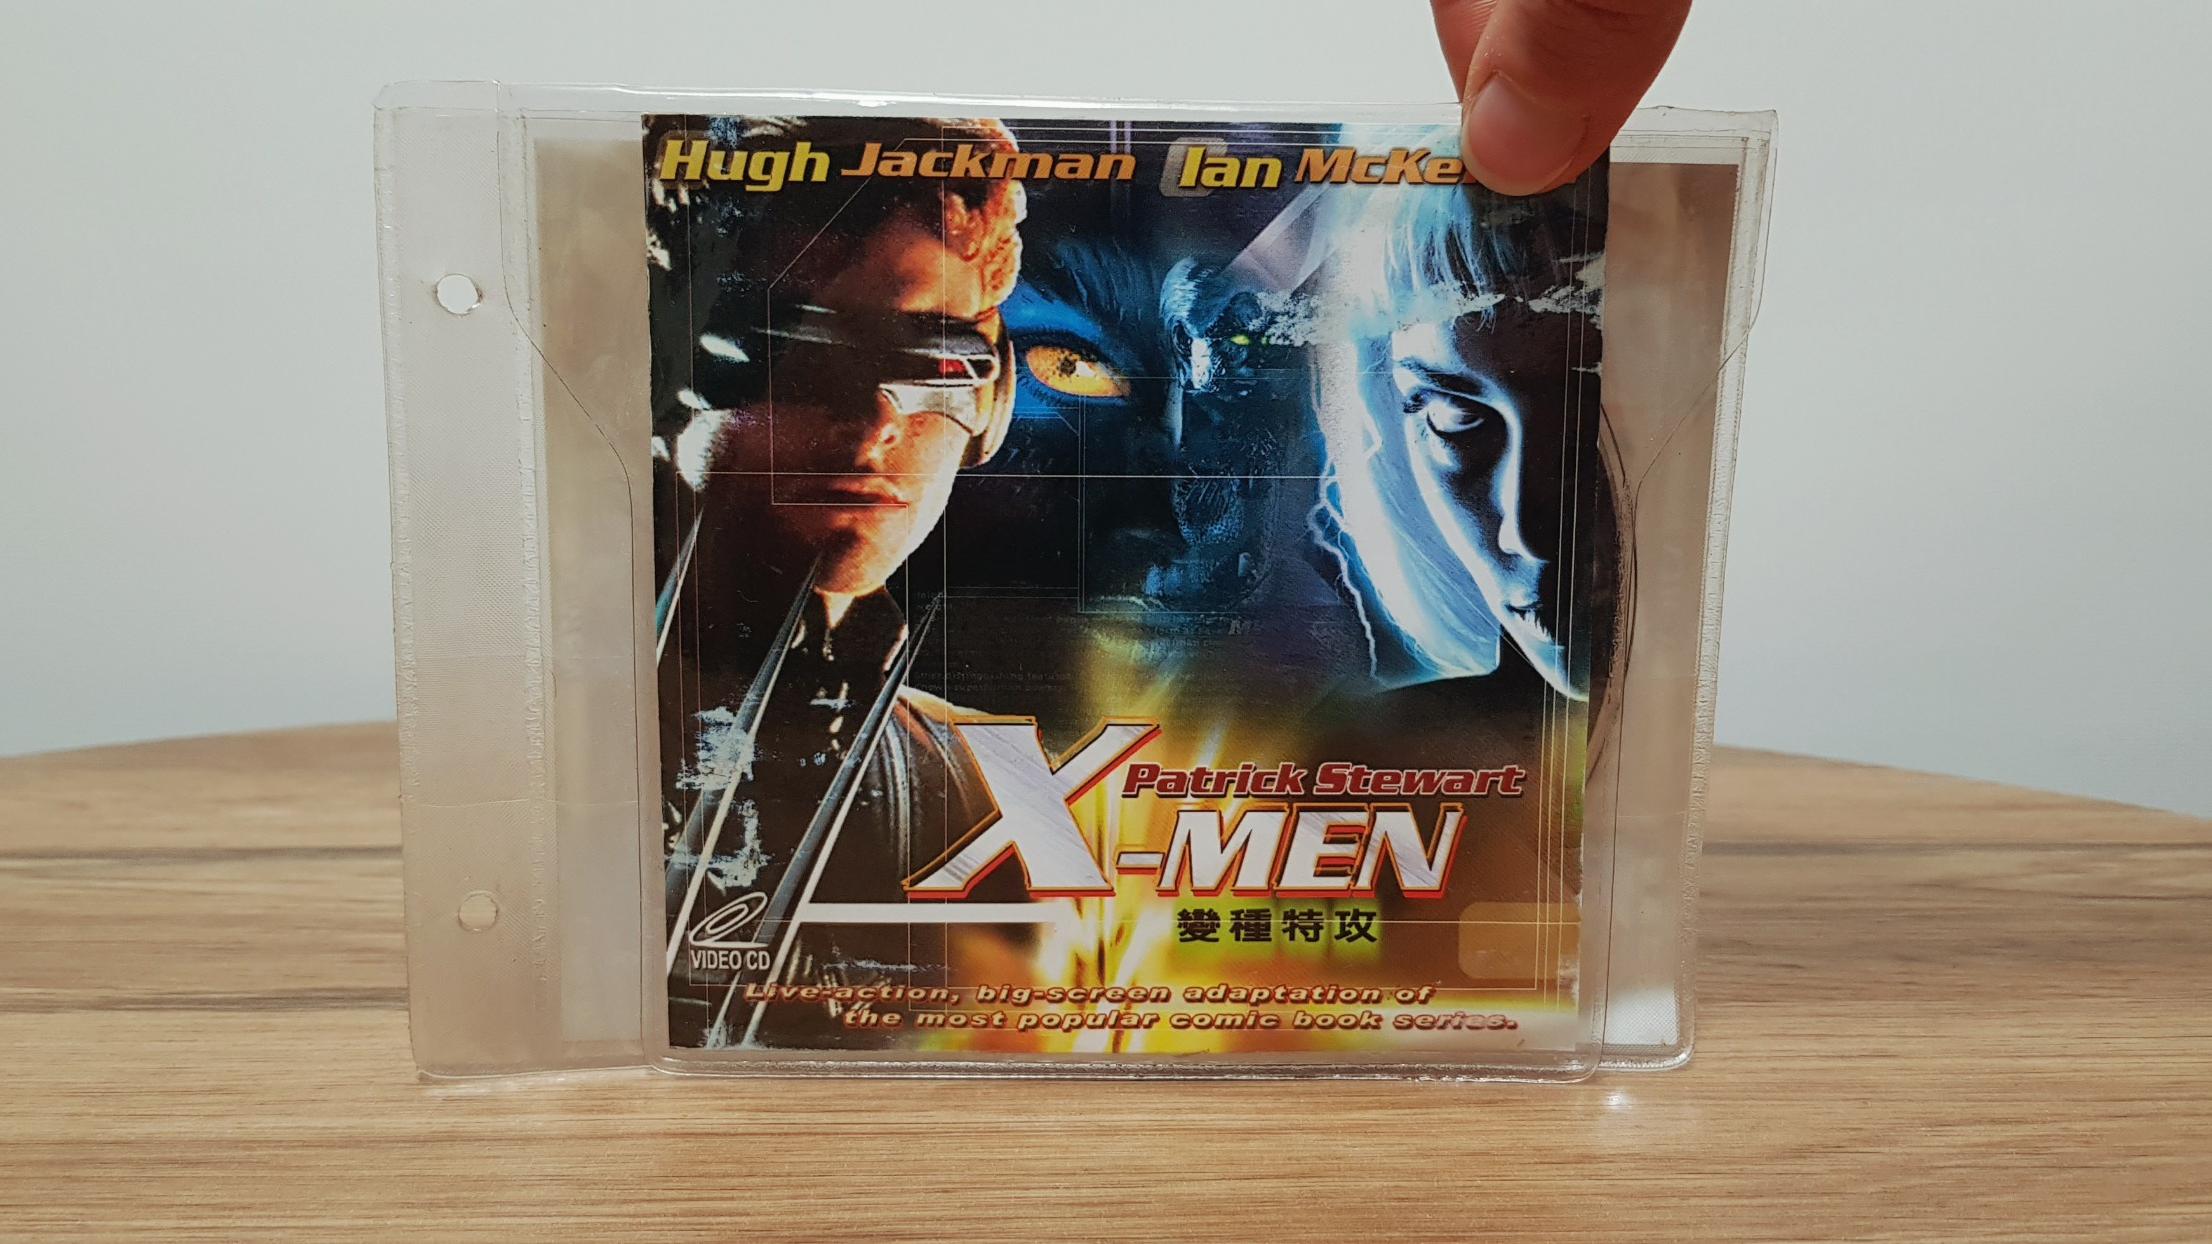 Hugh Jackman Ian McKe
Patrick Stewart
X-MEN
變種特攻
VIDEO CD
Live-action, big-screen adaptation of
the most popular comic book series.